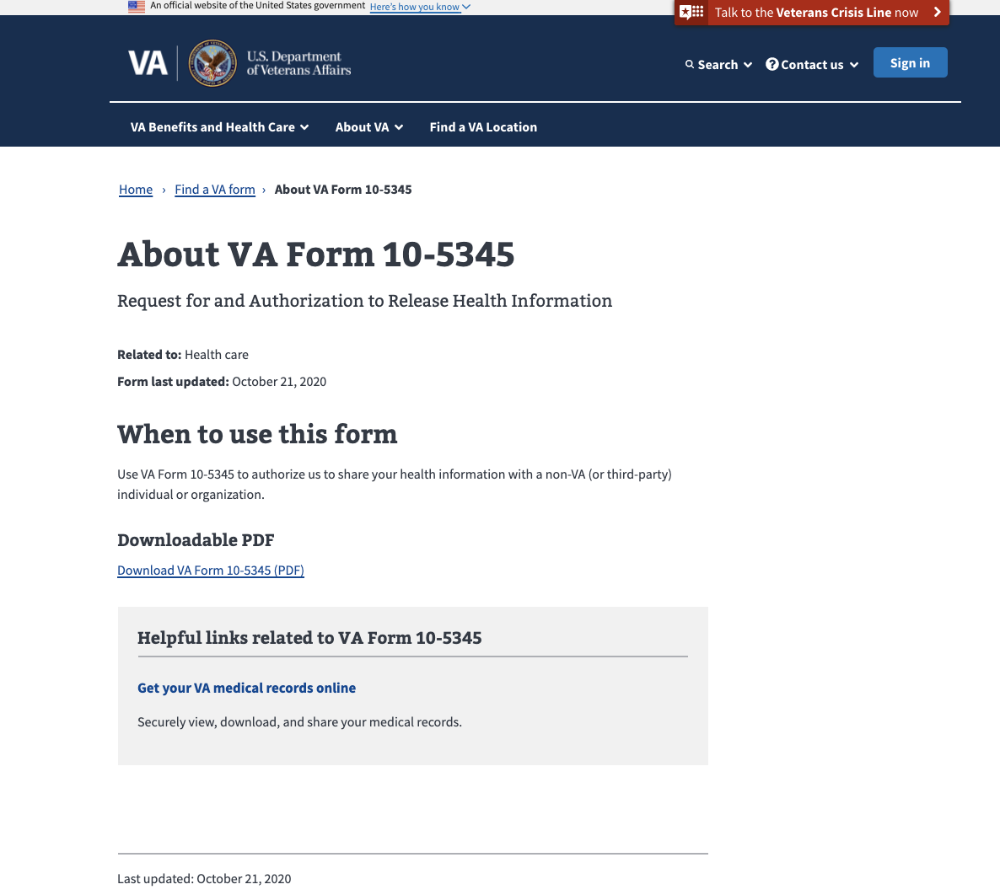 An official website of the United States government Here's how you know
Talk to the Veterans Crisis Line now
VA
U.S. Department
of Veterans Affairs
Search
Contact us
Sign in
VA Benefits and Health Care
About VA
Find a VA Location
Home › Find a VA form › About VA Form 10-5345
About VA Form 10-5345
Request for and Authorization to Release Health Information
Related to: Health care
Form last updated: October 21, 2020
When to use this form
Use VA Form 10-5345 to authorize us to share your health information with a non-VA (or third-party)
individual or organization.
Downloadable PDF
Download VA Form 10-5345 (PDF)
Helpful links related to VA Form 10-5345
Get your VA medical records online
Securely view, download, and share your medical records.
Last updated: October 21, 2020